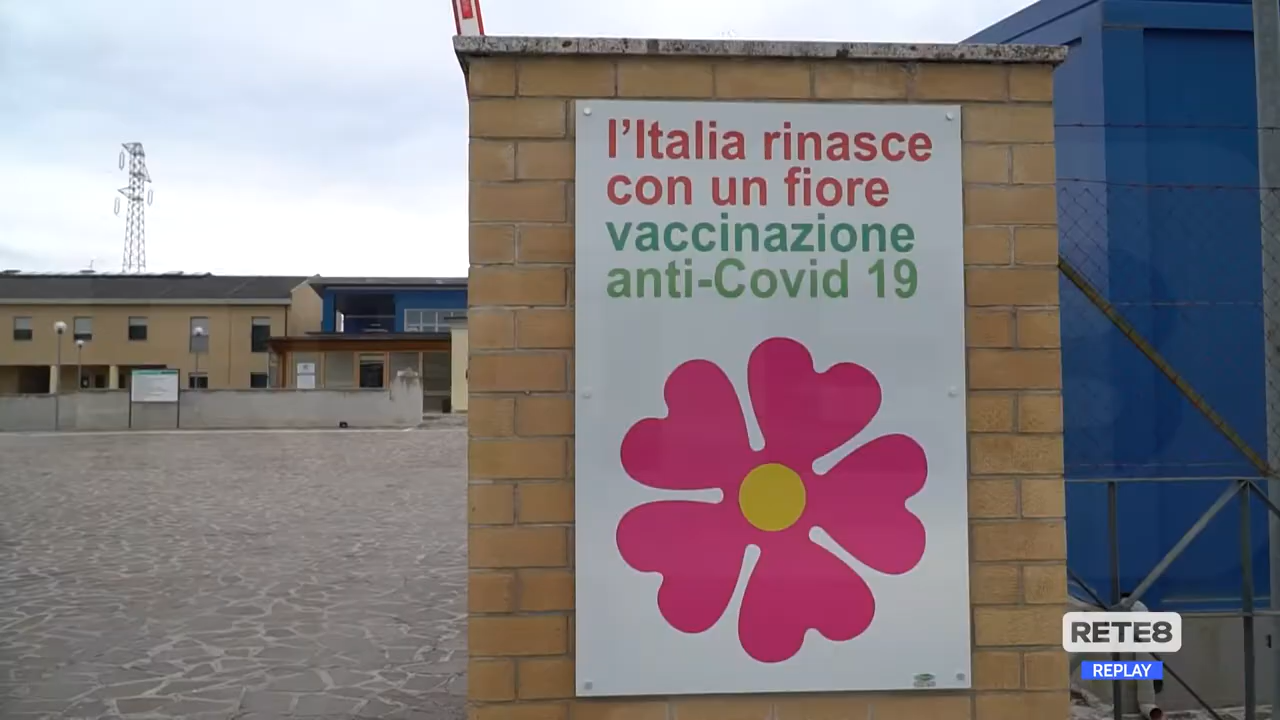 l'Italia rinasce
con un fiore
vaccinazione
anti-Covid 19
RETE8
REPLAY